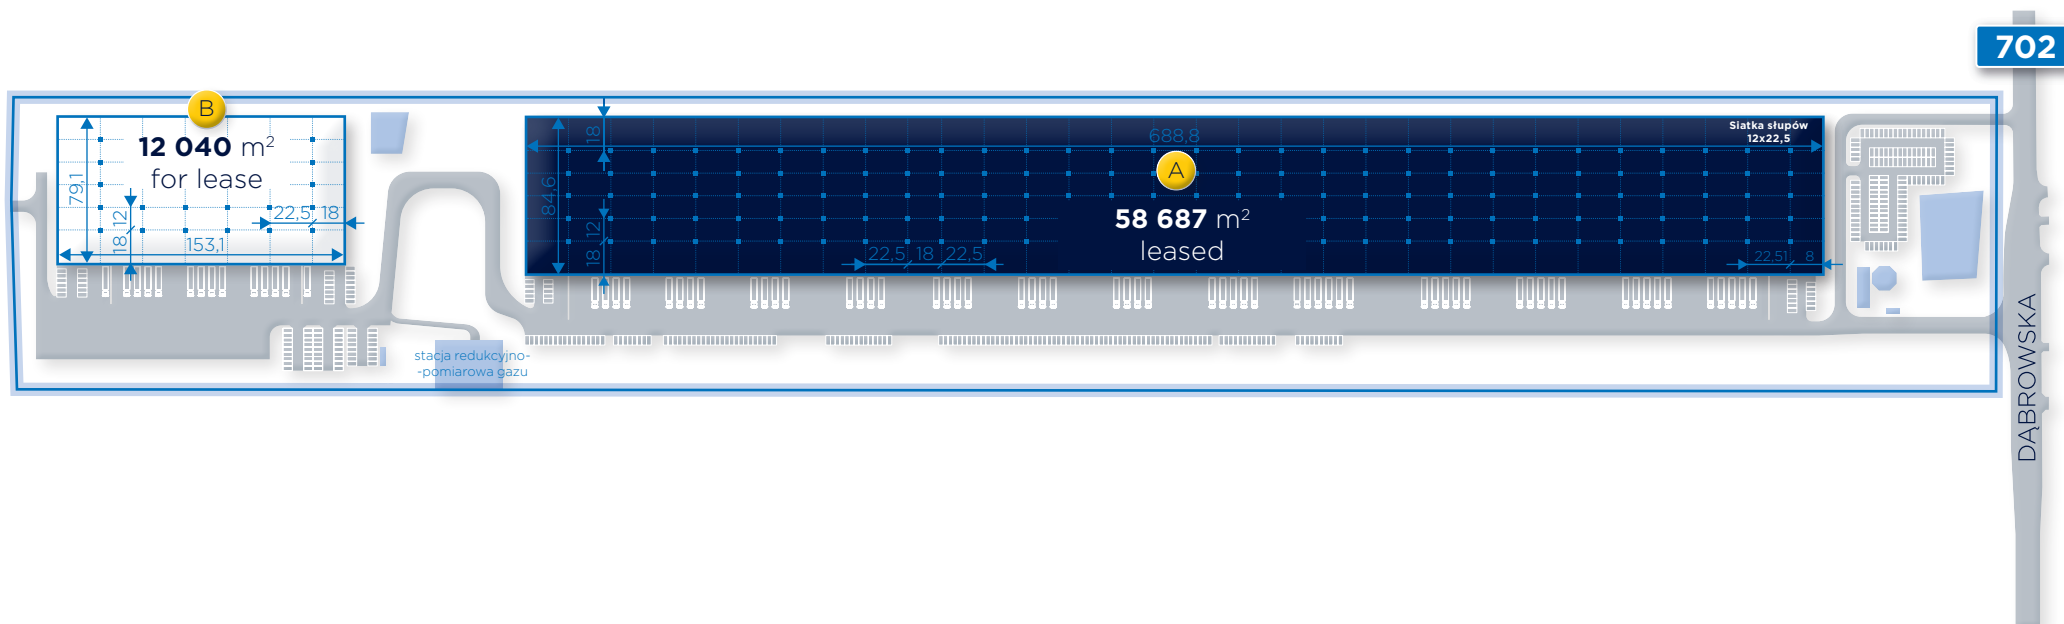 702
B
12 040 m²
for lease
79,1
18 12
22,5 18
153,1
18
688,8
Siatka słupów
12x22,5
A
84,6
58 687 m²
leased
18 12
22,5 18 22,5
22,51 8
stacja redukcyjno-
-pomiarowa gazu
DĄBROWSKA